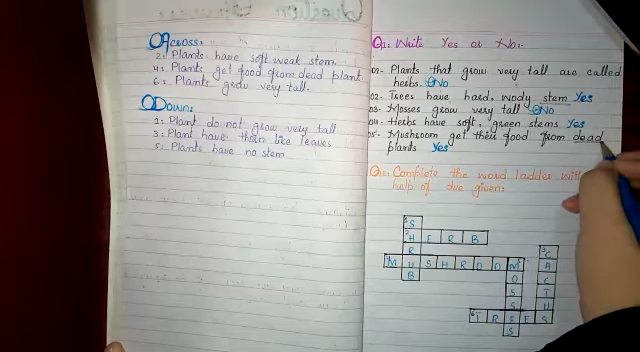 Across:
2: Plants have soft weak stem
4: Plants get food from dead plant
6: Plants grow very tall.
Down:
1: Plant do not grow very tall
3: Plant have thorn like leaves
5: Plants have no stem
Q1: Write Yes or No:
01- Plants that grow very tall are called
herbs. No
02- Trees have hard, wody stem Yes
03- Mosses grow very tall No
04- Herbs have soft, green stems Yes
05- Mushroom get their food from dead
plants Yes
Complete the word ladder with
help of clue given:
S
H E R B
R
M U S H R O O M
B
O
S
S
E
S
C
A
C
T
U
T R E E S